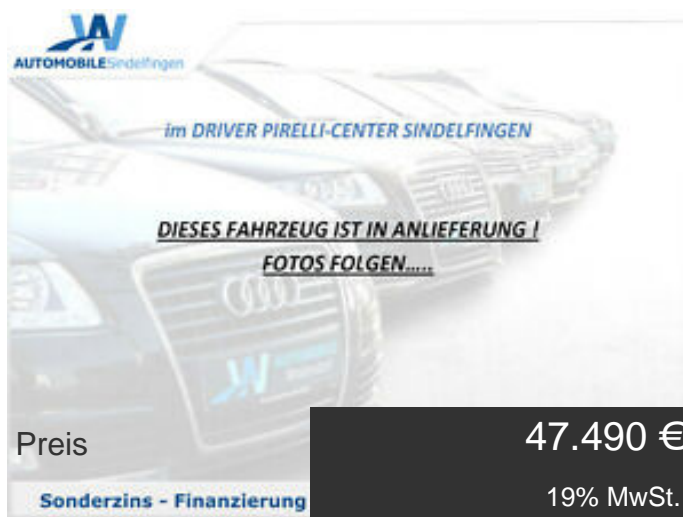 AUTOMOBILESindelfingen
im DRIVER PIRELLI-CENTER SINDELFINGEN
DIESES FAHRZEUG IST IN ANLIEFERUNG !
FOTOS FOLGEN.....
Preis
47.490 €
Sonderzins - Finanzierung
19% MwSt.